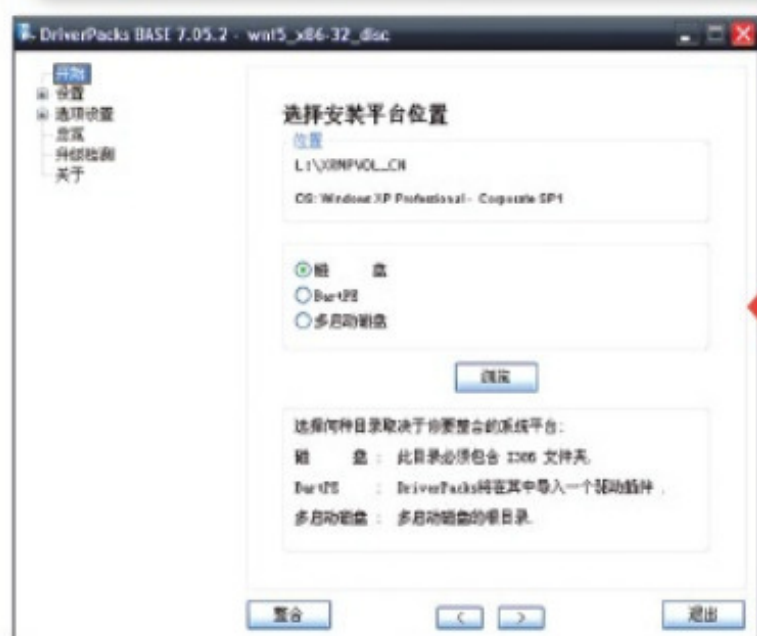 DriverPacks BASE 7.05.2 - wnt5_x86-32_disc
开始
设置
选项设置
总览
升级检测
关于
选择安装平台位置
位置
L:\XRMPVOL_CN
OS: Windows XP Professional - Corporate SP1
磁 盘
BartPE
多启动磁盘
浏览
选择何种目录取决于你要整合的系统平台:
磁 盘 : 此目录必须包含 I386 文件夹.
BartPE : DriverPacks将在其中导入一个驱动插件 .
多启动磁盘 : 多启动磁盘的根目录.
整合
<
>
退出